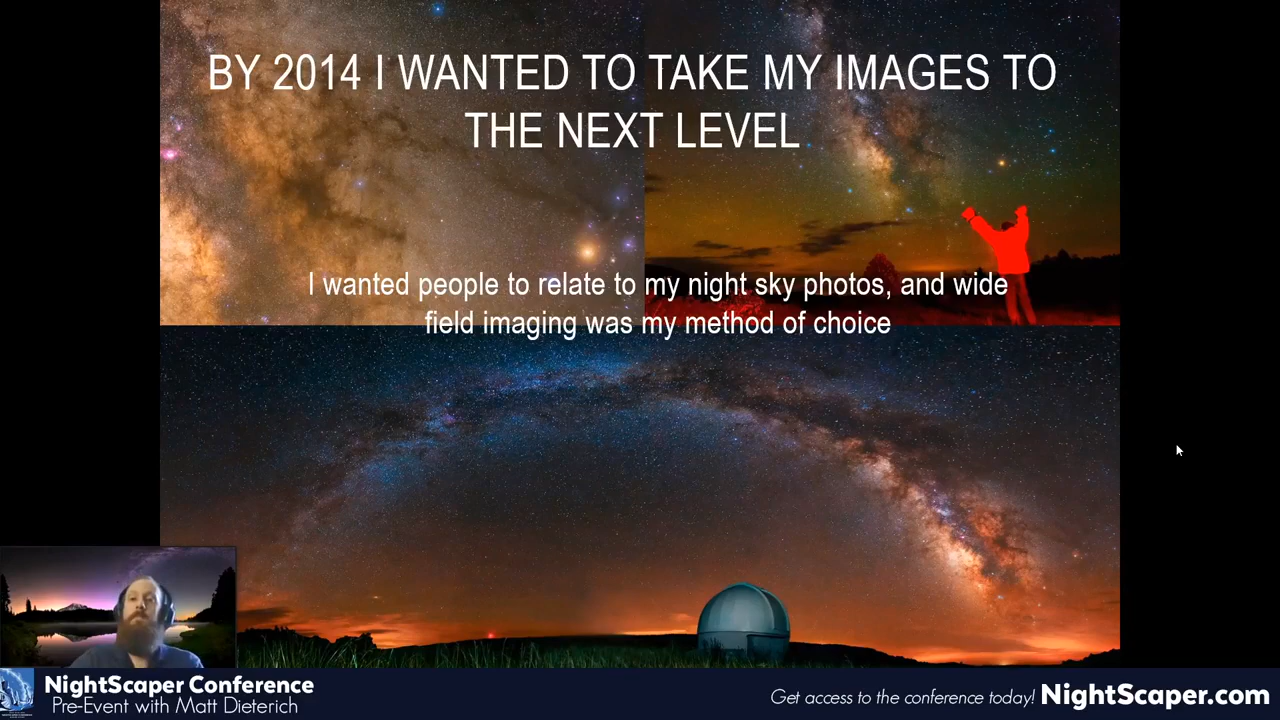 BY 2014 I WANTED TO TAKE MY IMAGES TO
THE NEXT LEVEL
I wanted people to relate to my night sky photos, and wide
field imaging was my method of choice
NightScaper Conference
Pre-Event with Matt Dieterich
Get access to the conference today! NightScaper.com